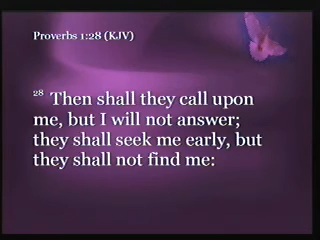 Proverbs 1:28 (KJV)
28 Then shall they call upon
me, but I will not answer;
they shall seek me early, but
they shall not find me: